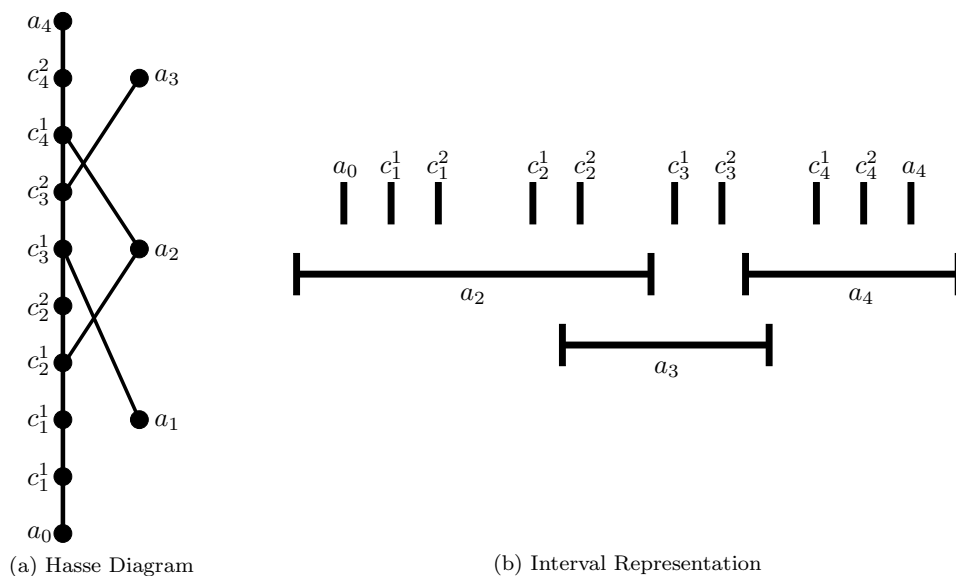 a₄
c₄²
a₃
c₄¹
c₃²
c₃¹
a₂
c₂²
c₂¹
c₁¹
a₁
c₁¹
a₀
(a) Hasse Diagram
a₀ c₁¹ c₁² c₂¹ c₂² c₃¹ c₃² c₄¹ c₄² a₄
a₂
a₄
a₃
(b) Interval Representation